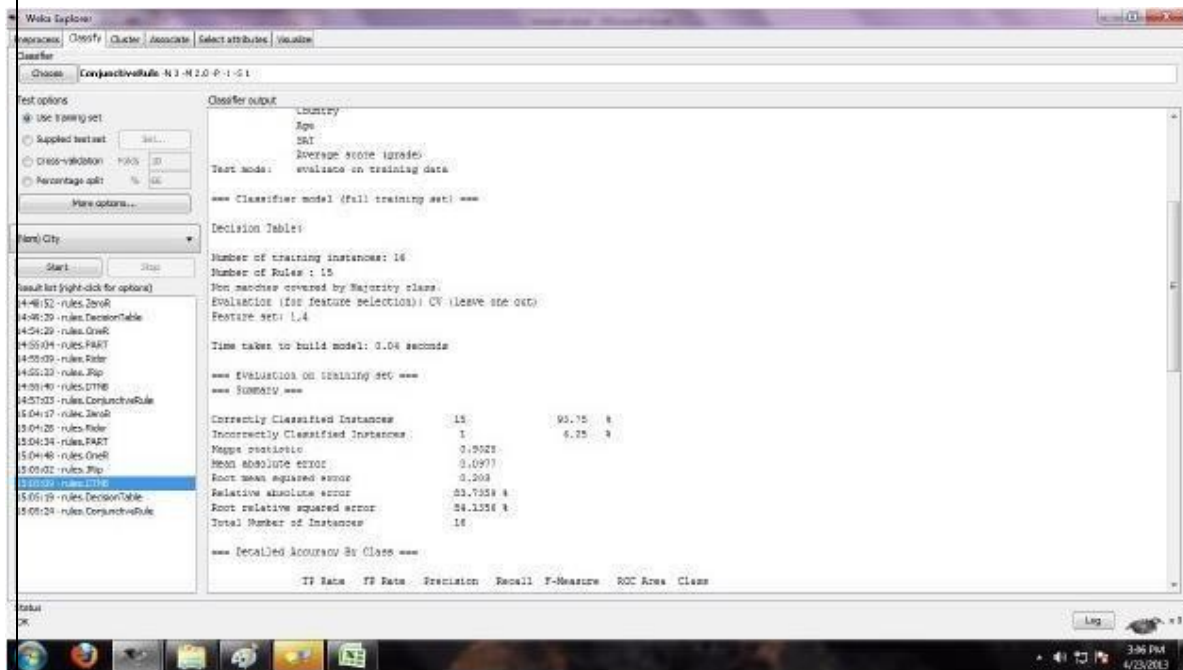 Weka Explorer
Preprocess Classify Cluster Associate Select attributes Visualize
Classifier
Choose ConjunctiveRule -N 3 -M 2.0 -P -1 -S 1
Test options
Use training set
Supplied test set Set...
Cross-validation Folds 10
Percentage split % 66
More options...
(Nom) City
Start Stop
Result list (right-click for options)
14:48:52 - rules.ZeroR
14:49:29 - rules.DecisionTable
14:54:29 - rules.OneR
14:55:04 - rules.PART
14:55:09 - rules.Ridor
14:55:23 - rules.JRip
14:55:40 - rules.DTNB
14:57:03 - rules.ConjunctiveRule
15:04:17 - rules.ZeroR
15:04:28 - rules.Ridor
15:04:34 - rules.PART
15:04:48 - rules.OneR
15:05:02 - rules.JRip
rules.DTNB
15:05:19 - rules.DecisionTable
15:05:24 - rules.ConjunctiveRule
Classifier output
Country
Age
SAT
Average score (grade)
Test mode: evaluate on training data
=== Classifier model (full training set) ===
Decision Table:
Number of training instances: 16
Number of Rules : 15
Non matches covered by Majority class.
Evaluation (for feature selection): CV (leave one out)
Feature set: 1,4
Time taken to build model: 0.04 seconds
=== Evaluation on training set ===
=== Summary ===
Correctly Classified Instances 15 93.75 %
Incorrectly Classified Instances 1 6.25 %
Kappa statistic
Mean absolute error 0.0977
Root mean squared error 0.203
Relative absolute error %
Root relative squared error %
Total Number of Instances 16
=== Detailed Accuracy By Class ===
TP Rate FP Rate Precision Recall F-Measure ROC Area Class
Status
OK
Log
x 0
3:46 PM
4/23/2013